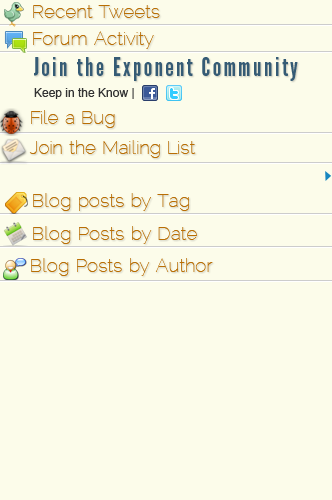 Recent Tweets
Forum Activity
Join the Exponent Community
Keep in the Know |
File a Bug
Join the Mailing List
Blog posts by Tag
Blog Posts by Date
Blog Posts by Author